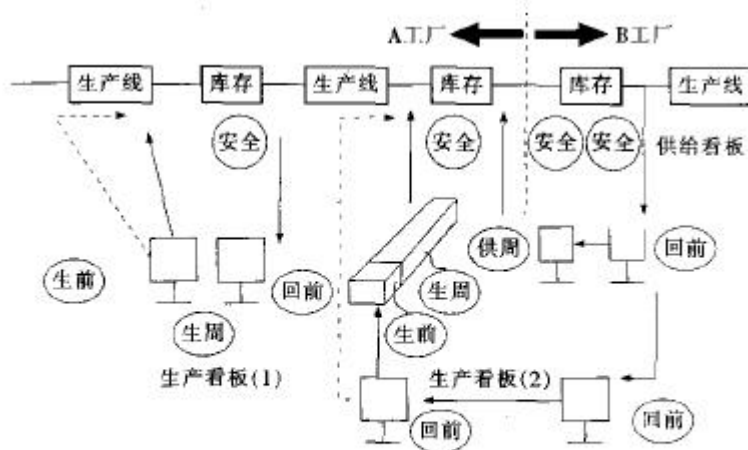 A工厂 B工厂
生产线 库存 生产线 库存 库存 生产线
安全 安全 安全 安全 供给看板
生前 回前 供周 回前
生周 生周
生前
生产看板(1) 生产看板(2)
回前 回前